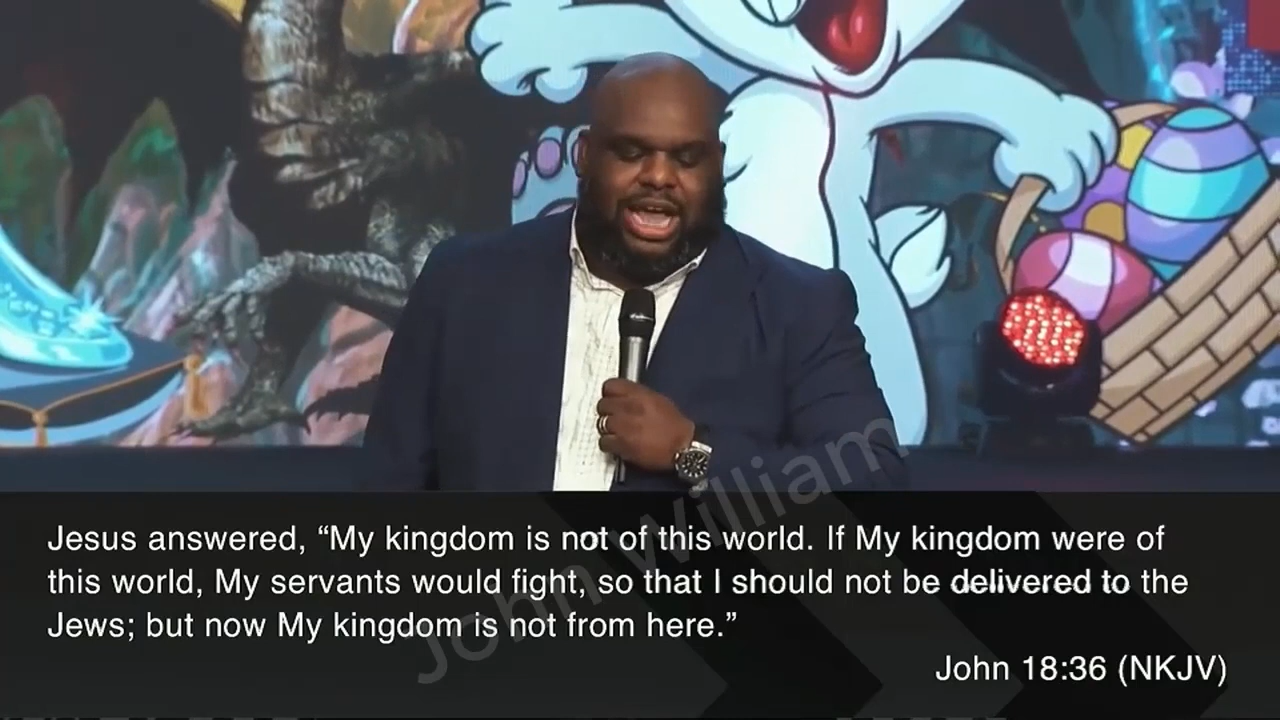 Jesus answered, “My kingdom is not of this world. If My kingdom were of
this world, My servants would fight, so that I should not be delivered to the
Jews; but now My kingdom is not from here.”
John 18:36 (NKJV)
John William